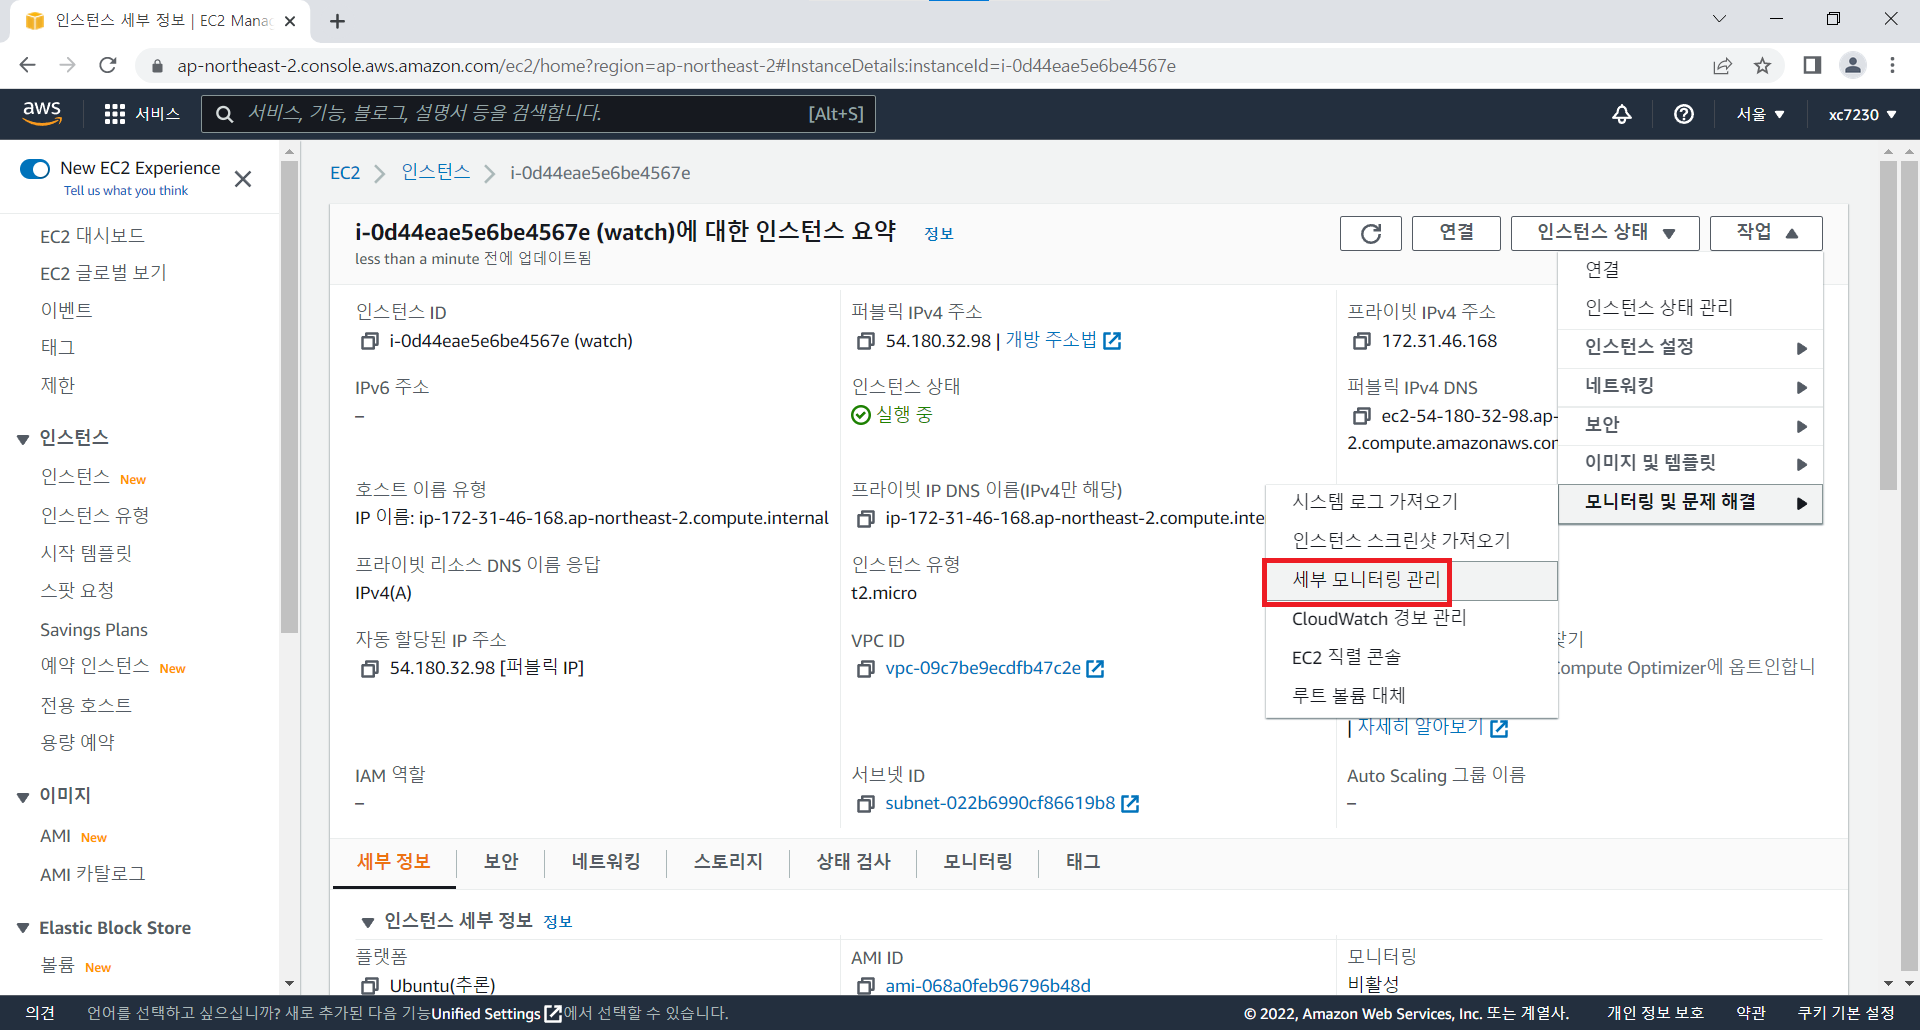 인스턴스 세부 정보 | EC2 Mana
ap-northeast-2.console.aws.amazon.com/ec2/home?region=ap-northeast-2#InstanceDetails:instanceId=i-0d44eae5e6be4567e
aws
서비스
서비스, 기능, 블로그, 설명서 등을 검색합니다.
[Alt+S]
서울
xc7230
New EC2 Experience
Tell us what you think
EC2 대시보드
EC2 글로벌 보기
이벤트
태그
제한
인스턴스
인스턴스 New
인스턴스 유형
시작 템플릿
스팟 요청
Savings Plans
예약 인스턴스 New
전용 호스트
용량 예약
이미지
AMI New
AMI 카탈로그
Elastic Block Store
볼륨 New
EC2
인스턴스
i-0d44eae5e6be4567e
i-0d44eae5e6be4567e (watch)에 대한 인스턴스 요약 정보
less than a minute 전에 업데이트됨
연결
인스턴스 상태
작업
연결
인스턴스 상태 관리
인스턴스 설정
네트워킹
보안
이미지 및 템플릿
모니터링 및 문제 해결
시스템 로그 가져오기
인스턴스 스크린샷 가져오기
세부 모니터링 관리
CloudWatch 경보 관리
EC2 직렬 콘솔
루트 볼륨 대체
인스턴스 ID
i-0d44eae5e6be4567e (watch)
퍼블릭 IPv4 주소
54.180.32.98 | 개방 주소법
프라이빗 IPv4 주소
172.31.46.168
IPv6 주소
–
인스턴스 상태
실행 중
퍼블릭 IPv4 DNS
ec2-54-180-32-98.ap-
2.compute.amazonaws.com
호스트 이름 유형
IP 이름: ip-172-31-46-168.ap-northeast-2.compute.internal
프라이빗 IP DNS 이름(IPv4만 해당)
ip-172-31-46-168.ap-northeast-2.compute.inte
프라이빗 리소스 DNS 이름 응답
IPv4(A)
인스턴스 유형
t2.micro
자동 할당된 IP 주소
54.180.32.98 [퍼블릭 IP]
VPC ID
vpc-09c7be9ecdfb47c2e
찾기
Compute Optimizer에 옵트인합니
| 자세히 알아보기
IAM 역할
–
서브넷 ID
subnet-022b6990cf86619b8
Auto Scaling 그룹 이름
–
세부 정보
보안
네트워킹
스토리지
상태 검사
모니터링
태그
인스턴스 세부 정보 정보
플랫폼
Ubuntu(추론)
AMI ID
ami-068a0feb96796b48d
모니터링
비활성
의견
언어를 선택하고 싶으십니까? 새로 추가된 다음 기능Unified Settings에서 선택할 수 있습니다.
© 2022, Amazon Web Services, Inc. 또는 계열사.
개인 정보 보호
약관
쿠키 기본 설정